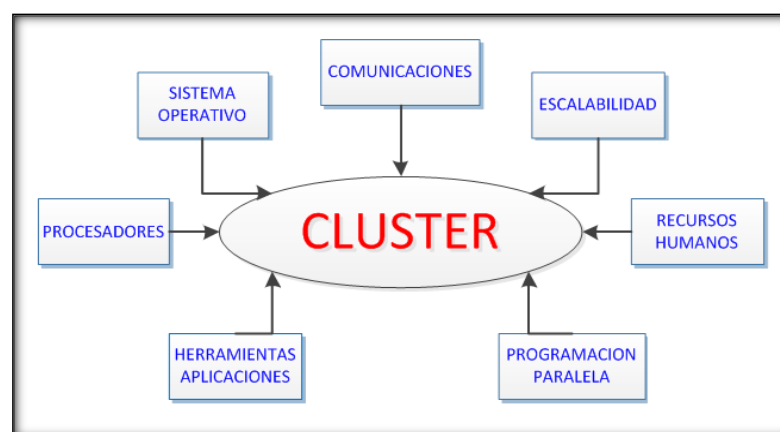 COMUNICACIONES
SISTEMA
OPERATIVO
ESCALABILIDAD
PROCESADORES
CLUSTER
RECURSOS
HUMANOS
HERRAMIENTAS
APLICACIONES
PROGRAMACION
PARALELA